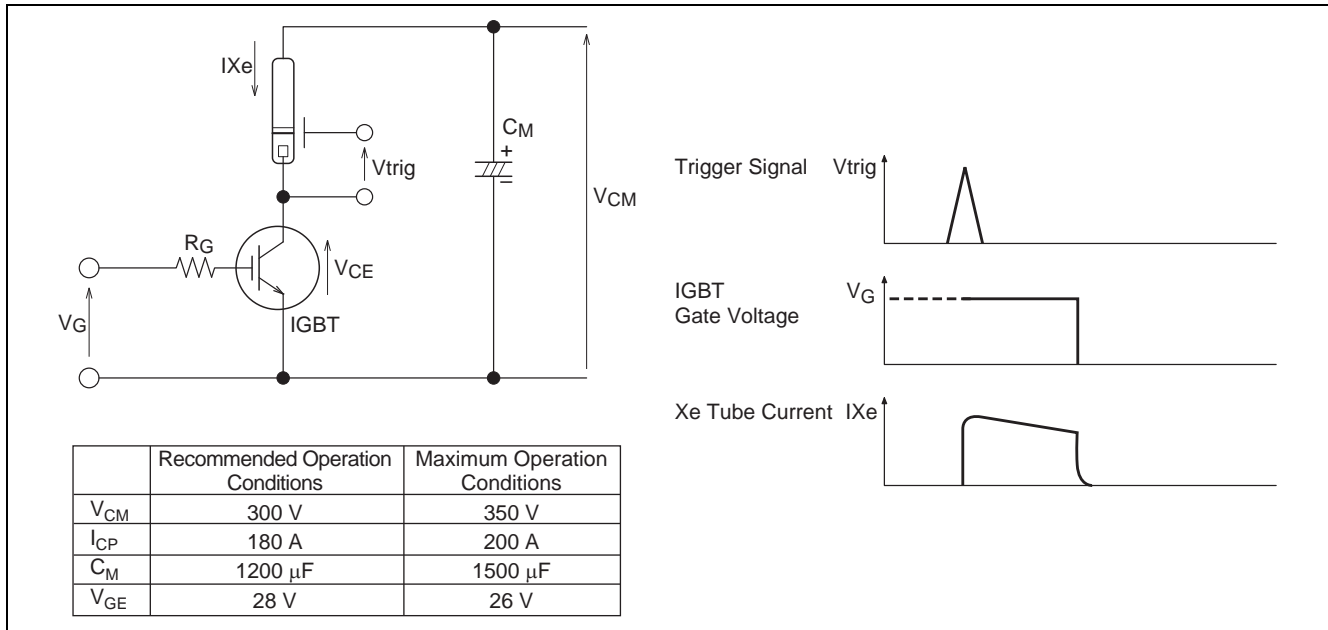 IXe
CM
+
–
Vtrig
VCM
RG
VCE
VG
IGBT
Trigger Signal Vtrig
IGBT
Gate Voltage VG
Xe Tube Current IXe
Recommended Operation Conditions Maximum Operation Conditions
VCM 300 V 350 V
ICP 180 A 200 A
CM 1200 μF 1500 μF
VGE 28 V 26 V